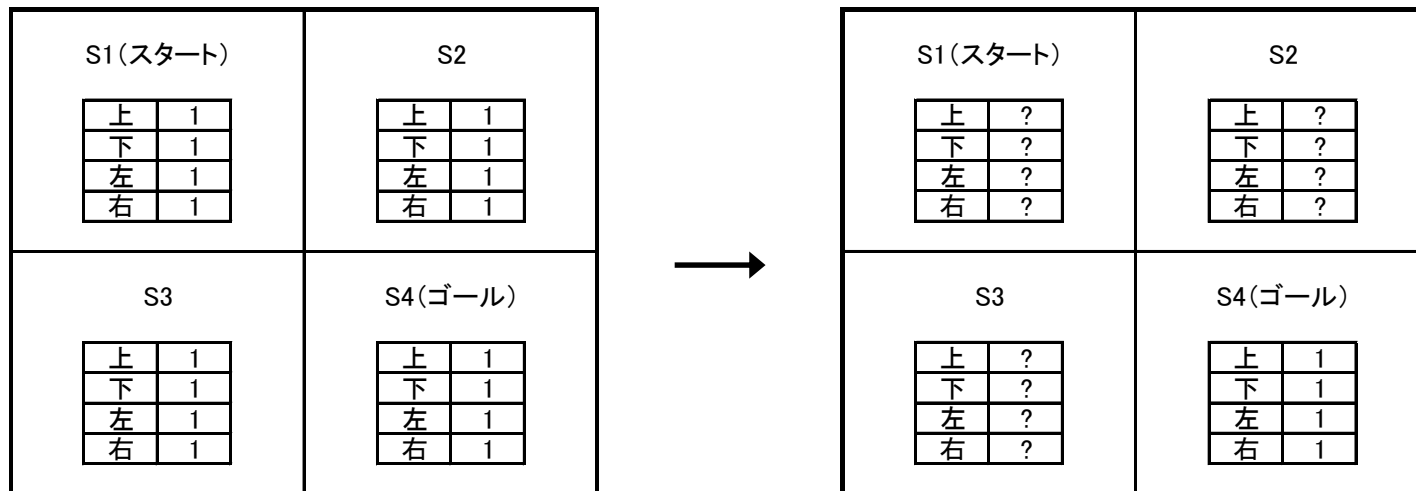 S1(スタート) S2 S1(スタート) S2
上 1 上 1 上 ? 上 ?
下 1 下 1 下 ? 下 ?
左 1 左 1 左 ? 左 ?
右 1 右 1 右 ? 右 ?
S3 S4(ゴール) S3 S4(ゴール)
上 1 上 1 上 ? 上 1
下 1 下 1 下 ? 下 1
左 1 左 1 左 ? 左 1
右 1 右 1 右 ? 右 1